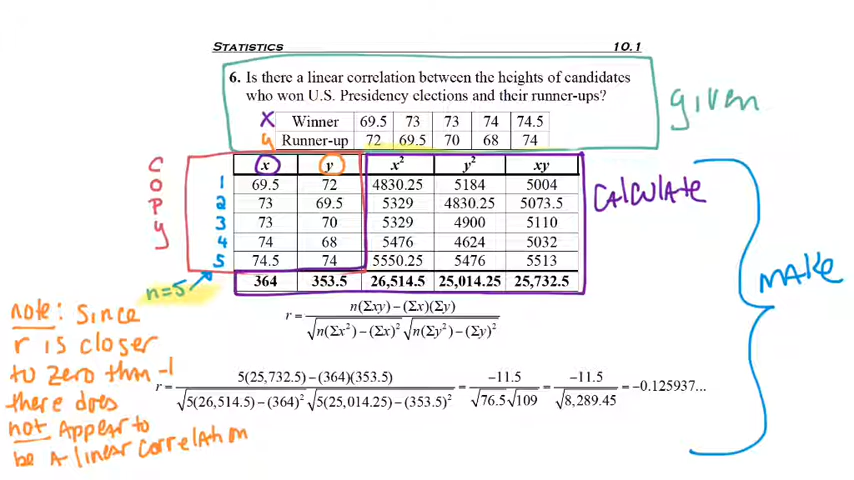 STATISTICS 10.1
6. Is there a linear correlation between the heights of candidates
who won U.S. Presidency elections and their runner-ups?
given
x Winner 69.5 73 73 74 74.5
y Runner-up 72 69.5 70 68 74
COPY
x y x² y² xy
1 69.5 72 4830.25 5184 5004
2 73 69.5 5329 4830.25 5073.5
3 73 70 5329 4900 5110
4 74 68 5476 4624 5032
5 74.5 74 5550.25 5476 5513
364 353.5 26,514.5 25,014.25 25,732.5
CALCULATE
MAKE
n=5
r = n(Σxy) − (Σx)(Σy) / √n(Σx²) − (Σx)² √n(Σy²) − (Σy)²
r = 5(25,732.5) − (364)(353.5) / √5(26,514.5) − (364)² √5(25,014.25) − (353.5)² = −11.5 / √76.5 √109 = −11.5 / √8,289.45 = −0.125937...
note: Since
r is closer
to zero than -1
there does
not Appear to
be a linear correlation